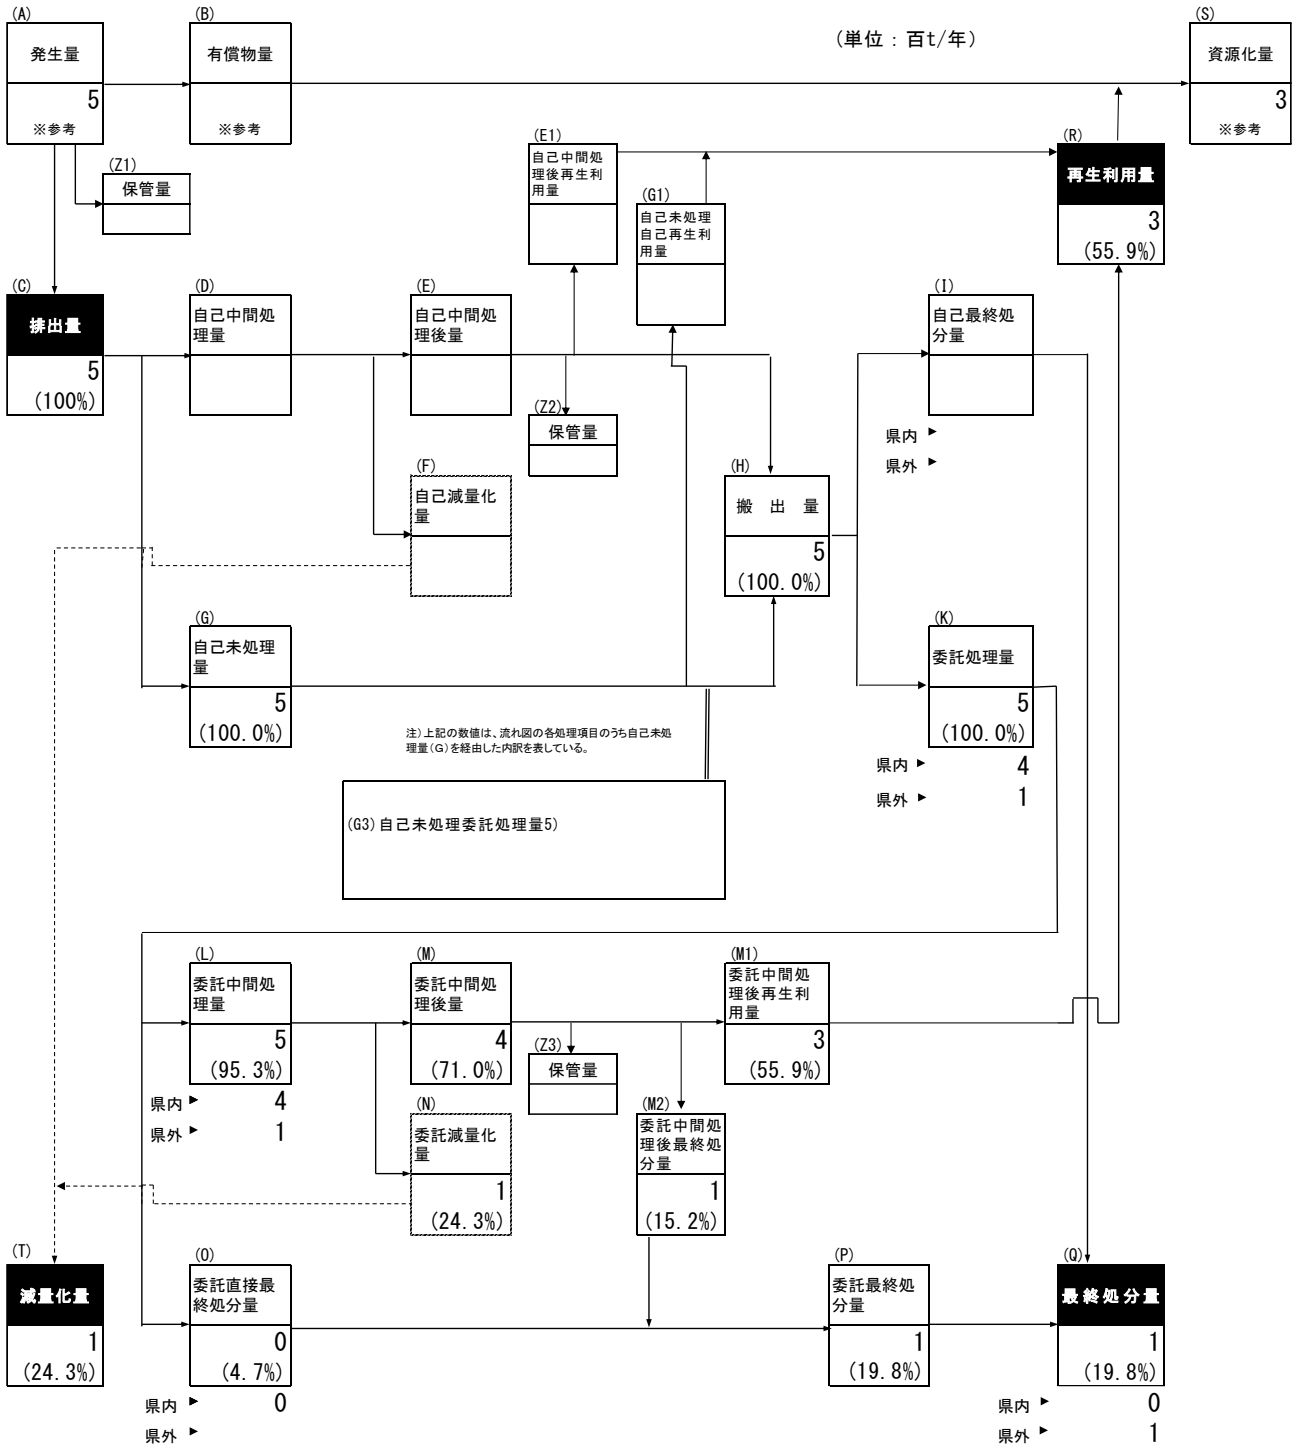 (A)
発生量
5
※参考
(B)
有償物量
※参考
(単位：百t/年)
(S)
資源化量
3
※参考
(Z1)
保管量
(E1)
自己中間処
理後再生利
用量
(G1)
自己未処理
自己再生利
用量
(R)
再生利用量
3
(55.9%)
(C)
排出量
5
(100%)
(D)
自己中間処
理量
(E)
自己中間処
理後量
(Z2)
保管量
(F)
自己減量化
量
(I)
自己最終処
分量
県内
県外
(H)
搬　出　量
5
(100.0%)
(G)
自己未処理
量
5
(100.0%)
(K)
委託処理量
5
(100.0%)
県内 4
県外 1
注)上記の数値は、流れ図の各処理項目のうち自己未処
理量(G)を経由した内訳を表している。
(G3)自己未処理委託処理量5)
(L)
委託中間処
理量
5
(95.3%)
県内 4
県外 1
(M)
委託中間処
理後量
4
(71.0%)
(Z3)
保管量
(M1)
委託中間処
理後再生利
用量
3
(55.9%)
(N)
委託減量化
量
1
(24.3%)
(M2)
委託中間処
理後最終処
分量
1
(15.2%)
(T)
減量化量
1
(24.3%)
(O)
委託直接最
終処分量
0
(4.7%)
県内 0
県外
(P)
委託最終処
分量
1
(19.8%)
(Q)
最終処分量
1
(19.8%)
県内 0
県外 1